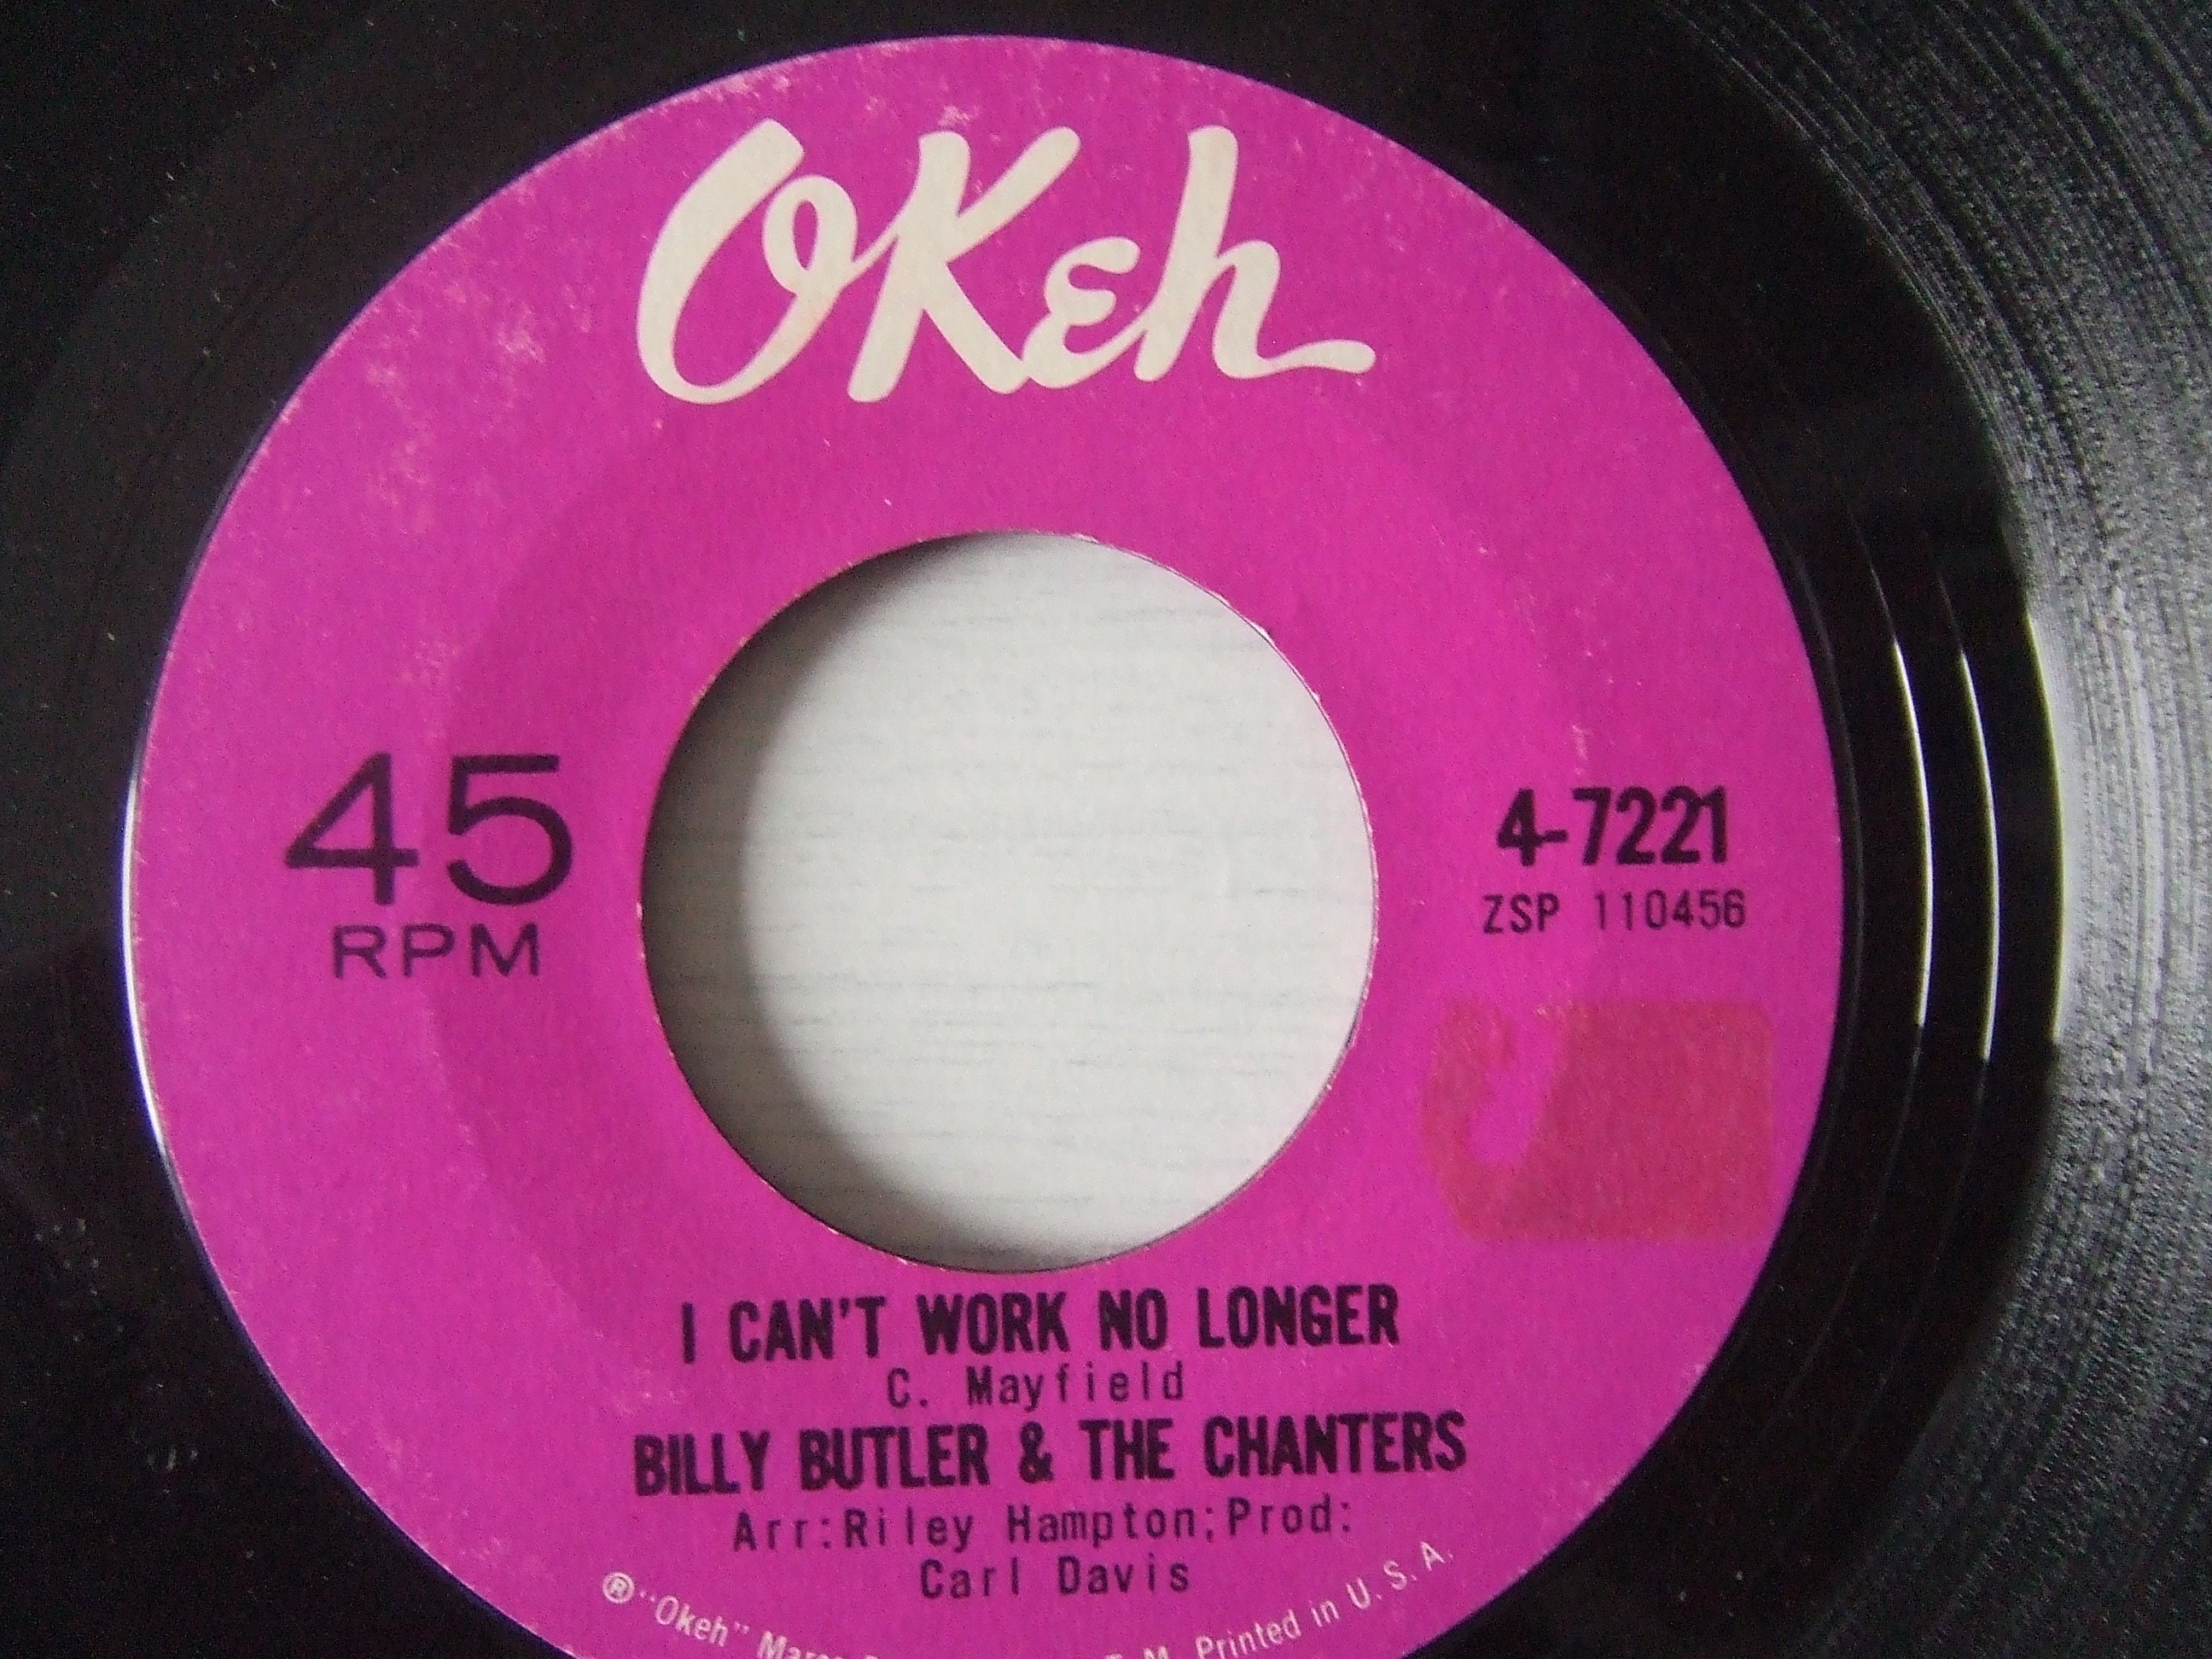 OKeh
45
RPM
4-7221
ZSP 110456
I CAN'T WORK NO LONGER
C. Mayfield
BILLY BUTLER & THE CHANTERS
Arr:Riley Hampton;Prod:
Carl Davis
® "Okeh" Printed in U.S.A.